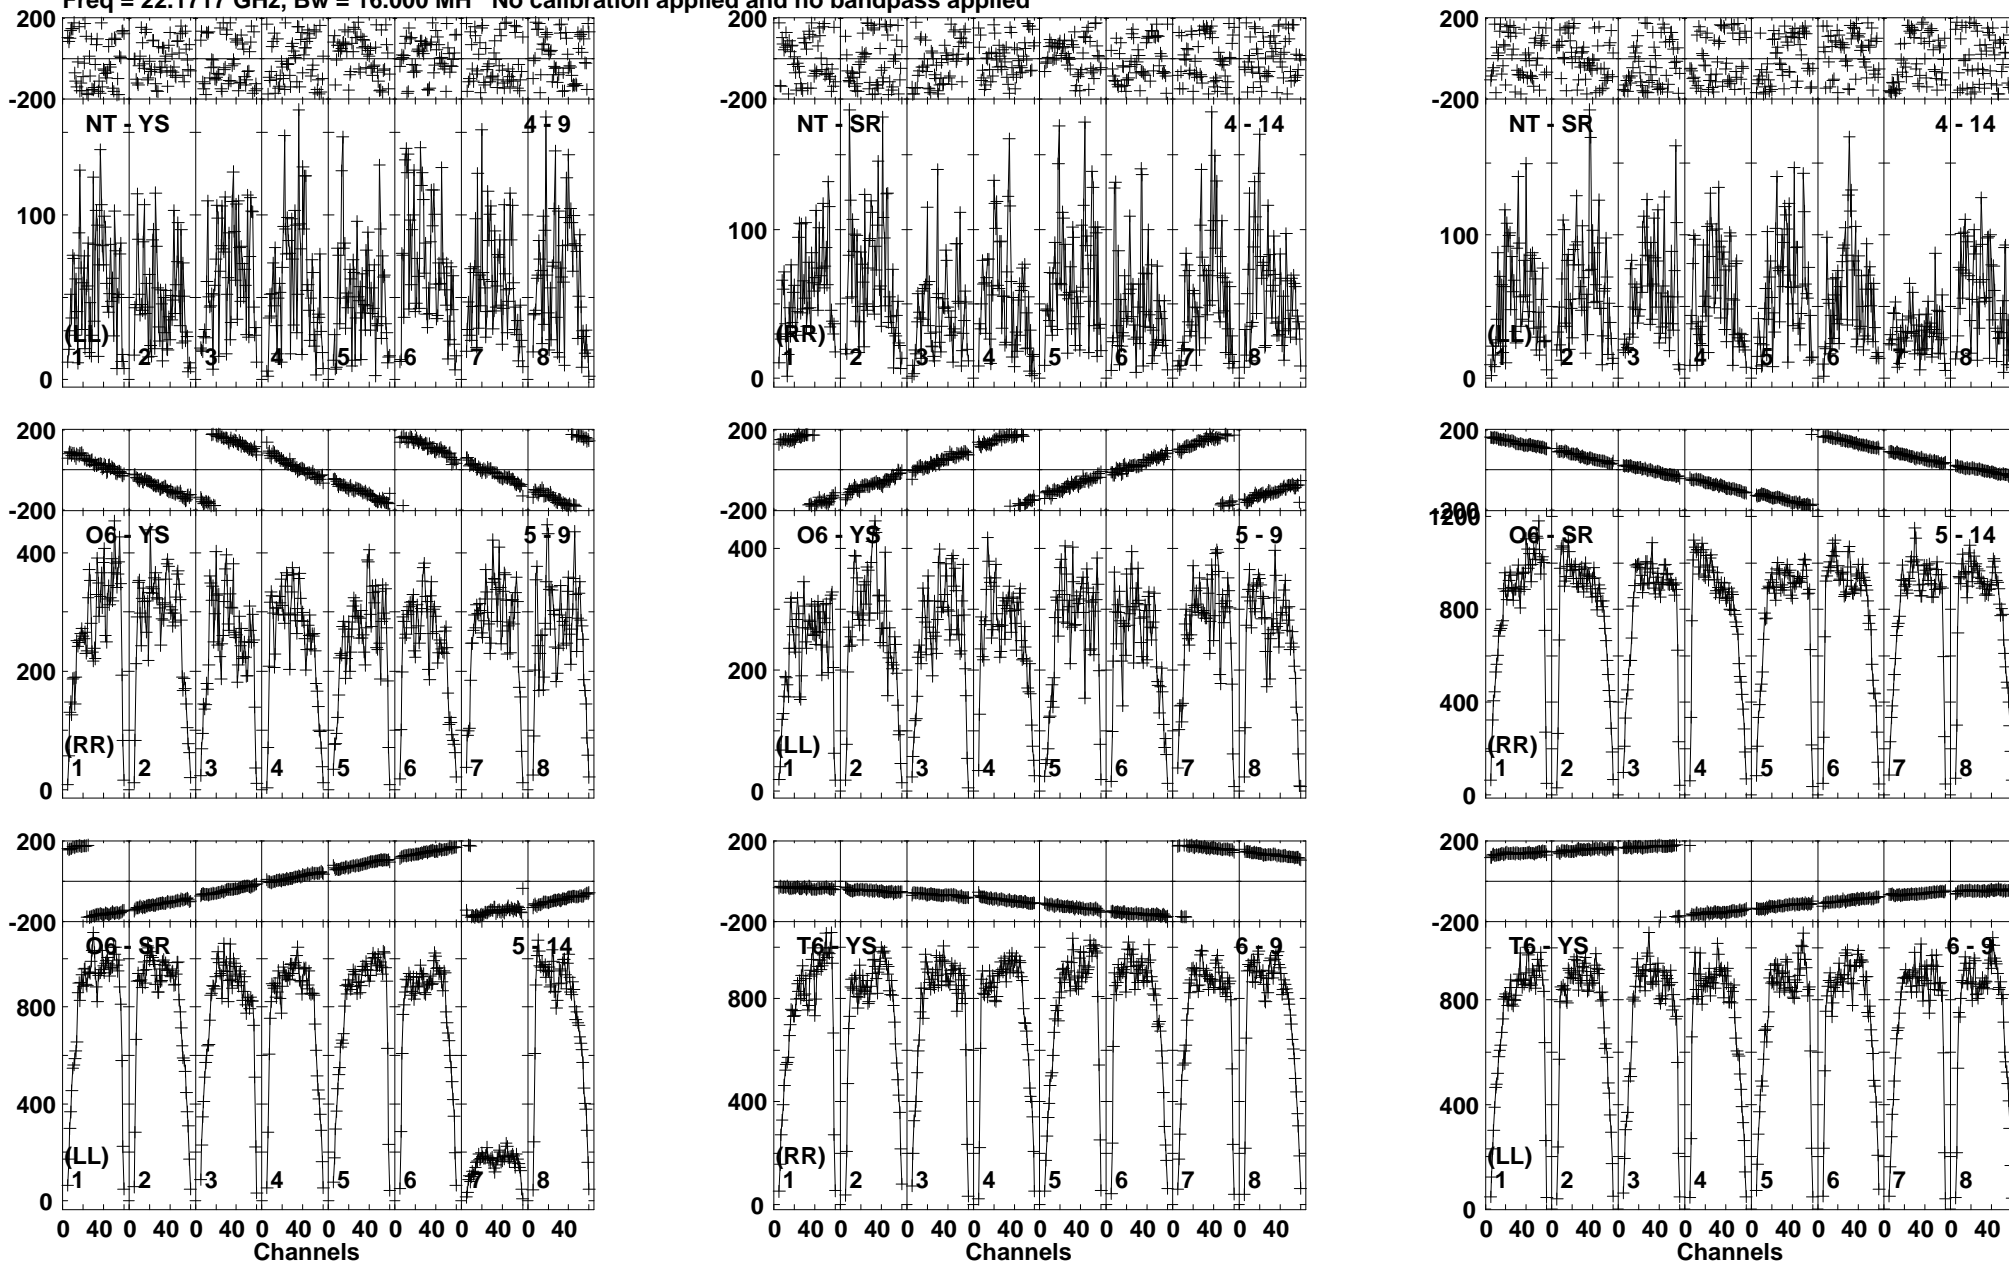 Freq = 22.1717 GHz, Bw = 16.000 MH  No calibration applied and no bandpass applied
200 200 200
-200 -200 -200
NT - YS 4 - 9 NT - SR 4 - 14 NT - SR 4 - 14
100 100 100
(LL) (RR) (LL)
1 2 3 4 5 6 7 8 1 2 3 4 5 6 7 8 1 2 3 4 5 6 7 8
0 0 0
200 200 200
-200 -200 -200
1200
O6 - YS 5 - 9 O6 - YS 5 - 9 O6 - SR 5 - 14
400 400 800
200 200 400
(RR) (LL) (RR)
1 2 3 4 5 6 7 8 1 2 3 4 5 6 7 8 1 2 3 4 5 6 7 8
0 0 0
200 200 200
-200 -200 -200
O6 - SR 5 - 14 T6 - YS 6 - 9 T6 - YS 6 - 9
800 800 800
400 400 400
(LL) (RR) (LL)
1 2 3 4 5 6 7 8 1 2 3 4 5 6 7 8 1 2 3 4 5 6 7 8
0 0 0
0 40 0 40 0 40 0 40 0 40 0 40 0 40 0 40 0 40 0 40 0 40 0 40 0 40 0 40 0 40 0 40 0 40 0 40 0 40 0 40 0 40 0 40 0 40 0 40
Channels Channels Channels